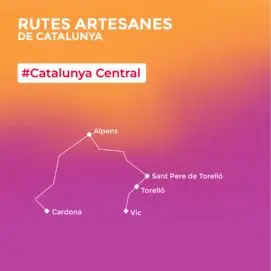 RUTES ARTESANES
DE CATALUNYA
#Catalunya Central
Alpens
Sant Pere de Torelló
Torelló
Cardona
Vic